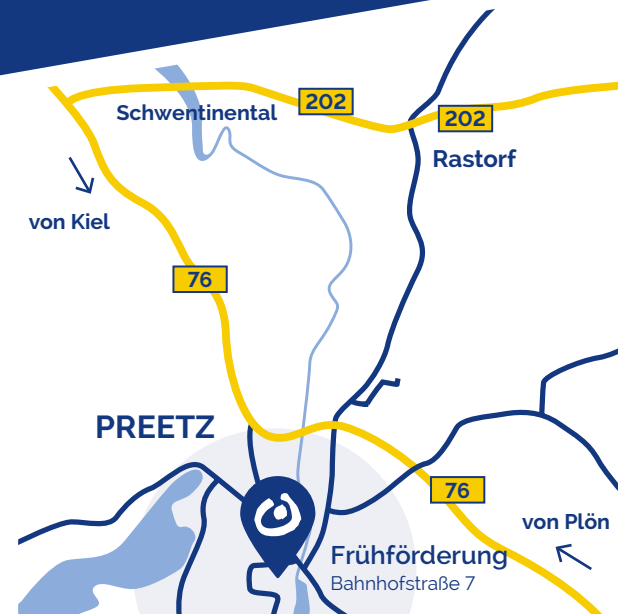 202
Schwentinental
202
Rastorf
von Kiel
76
PREETZ
76
von Plön
Frühförderung
Bahnhofstraße 7